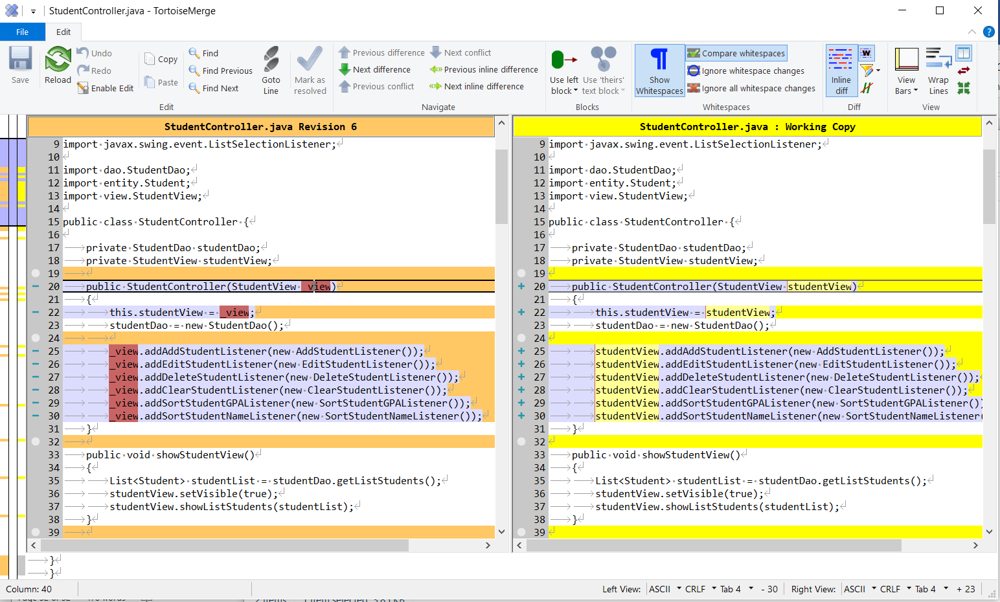 StudentController.java - TortoiseMerge
File Edit
Save
Reload
Undo
Redo
Enable Edit
Copy
Paste
Find
Find Previous
Find Next
Goto Line
Mark as resolved
Edit
Previous difference
Next difference
Previous conflict
Next conflict
Previous inline difference
Next inline difference
Navigate
Use left block
Use 'theirs' text block
Blocks
Show Whitespaces
Compare whitespaces
Ignore whitespace changes
Ignore all whitespace changes
Whitespaces
Inline diff
W
Diff
View Bars
Wrap Lines
View
?
StudentController.java Revision 6
9 import javax.swing.event.ListSelectionListener;
10
11 import dao.StudentDao;
12 import entity.Student;
13 import view.StudentView;
14
15 public class StudentController {
16
17 private StudentDao studentDao;
18 private StudentView studentView;
19
20 public StudentController(StudentView _view)
21 {
22 this.studentView = _view;
23 studentDao = new StudentDao();
24
25 _view.addAddStudentListener(new AddStudentListener());
26 _view.addEditStudentListener(new EditStudentListener());
27 _view.addDeleteStudentListener(new DeleteStudentListener());
28 _view.addClearStudentListener(new ClearStudentListener());
29 _view.addSortStudentGPAListener(new SortStudentGPAListener());
30 _view.addSortStudentNameListener(new SortStudentNameListener());
31 }
32
33 public void showStudentView()
34 {
35 List<Student> studentList = studentDao.getListStudents();
36 studentView.setVisible(true);
37 studentView.showListStudents(studentList);
38 }
39
StudentController.java : Working Copy
9 import javax.swing.event.ListSelectionListener;
10
11 import dao.StudentDao;
12 import entity.Student;
13 import view.StudentView;
14
15 public class StudentController {
16
17 private StudentDao studentDao;
18 private StudentView studentView;
19
20 public StudentController(StudentView studentView)
21 {
22 this.studentView = studentView;
23 studentDao = new StudentDao();
24
25 studentView.addAddStudentListener(new AddStudentListener());
26 studentView.addEditStudentListener(new EditStudentListener());
27 studentView.addDeleteStudentListener(new DeleteStudentListener());
28 studentView.addClearStudentListener(new ClearStudentListener());
29 studentView.addSortStudentGPAListener(new SortStudentGPAListener())
30 studentView.addSortStudentNameListener(new SortStudentNameListener(
31 }
32
33 public void showStudentView()
34 {
35 List<Student> studentList = studentDao.getListStudents();
36 studentView.setVisible(true);
37 studentView.showListStudents(studentList);
38 }
39
}
}
Column: 40 Left View: ASCII CRLF Tab 4 - 30 Right View: ASCII CRLF Tab 4 + 23